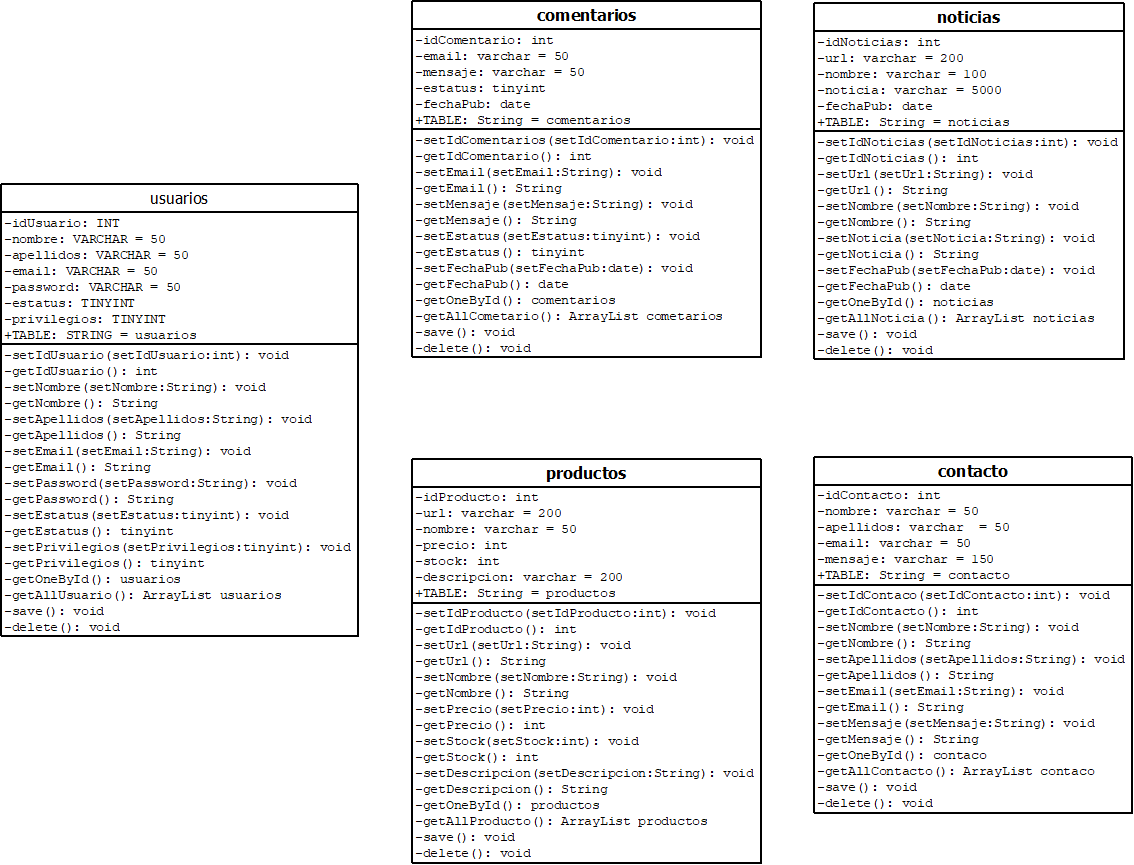 usuarios
-idUsuario: INT
-nombre: VARCHAR = 50
-apellidos: VARCHAR = 50
-email: VARCHAR = 50
-password: VARCHAR = 50
-estatus: TINYINT
-privilegios: TINYINT
+TABLE: STRING = usuarios
-setIdUsuario(setIdUsuario:int): void
-getIdUsuario(): int
-setNombre(setNombre:String): void
-getNombre(): String
-setApellidos(setApellidos:String): void
-getApellidos(): String
-setEmail(setEmail:String): void
-getEmail(): String
-setPassword(setPassword:String): void
-getPassword(): String
-setEstatus(setEstatus:tinyint): void
-getEstatus(): tinyint
-setPrivilegios(setPrivilegios:tinyint): void
-getPrivilegios(): tinyint
-getOneById(): usuarios
-getAllUsuario(): ArrayList usuarios
-save(): void
-delete(): void
comentarios
-idComentario: int
-email: varchar = 50
-mensaje: varchar = 50
-estatus: tinyint
-fechaPub: date
+TABLE: String = comentarios
-setIdComentarios(setIdComentario:int): void
-getIdComentario(): int
-setEmail(setEmail:String): void
-getEmail(): String
-setMensaje(setMensaje:String): void
-getMensaje(): String
-setEstatus(setEstatus:tinyint): void
-getEstatus(): tinyint
-setFechaPub(setFechaPub:date): void
-getFechaPub(): date
-getOneById(): comentarios
-getAllCometario(): ArrayList cometarios
-save(): void
-delete(): void
noticias
-idNoticias: int
-url: varchar = 200
-nombre: varchar = 100
-noticia: varchar = 5000
-fechaPub: date
+TABLE: String = noticias
-setIdNoticias(setIdNoticias:int): void
-getIdNoticias(): int
-setUrl(setUrl:String): void
-getUrl(): String
-setNombre(setNombre:String): void
-getNombre(): String
-setNoticia(setNoticia:String): void
-getNoticia(): String
-setFechaPub(setFechaPub:date): void
-getFechaPub(): date
-getOneById(): noticias
-getAllNoticia(): ArrayList noticias
-save(): void
-delete(): void
productos
-idProducto: int
-url: varchar = 200
-nombre: varchar = 50
-precio: int
-stock: int
-descripcion: varchar = 200
+TABLE: String = productos
-setIdProducto(setIdProducto:int): void
-getIdProducto(): int
-setUrl(setUrl:String): void
-getUrl(): String
-setNombre(setNombre:String): void
-getNombre(): String
-setPrecio(setPrecio:int): void
-getPrecio(): int
-setStock(setStock:int): void
-getStock(): int
-setDescripcion(setDescripcion:String): void
-getDescripcion(): String
-getOneById(): productos
-getAllProducto(): ArrayList productos
-save(): void
-delete(): void
contacto
-idContacto: int
-nombre: varchar = 50
-apellidos: varchar  = 50
-email: varchar = 50
-mensaje: varchar = 150
+TABLE: String = contacto
-setIdContaco(setIdContacto:int): void
-getIdContacto(): int
-setNombre(setNombre:String): void
-getNombre(): String
-setApellidos(setApellidos:String): void
-getApellidos(): String
-setEmail(setEmail:String): void
-getEmail(): String
-setMensaje(setMensaje:String): void
-getMensaje(): String
-getOneById(): contaco
-getAllContacto(): ArrayList contaco
-save(): void
-delete(): void